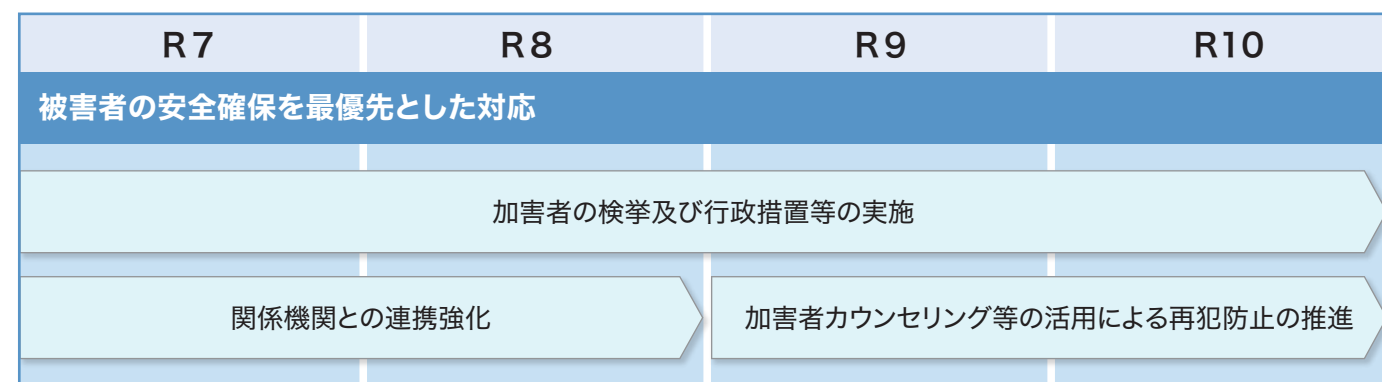 R7 R8 R9 R10
被害者の安全確保を最優先とした対応
加害者の検挙及び行政措置等の実施
関係機関との連携強化 加害者カウンセリング等の活用による再犯防止の推進